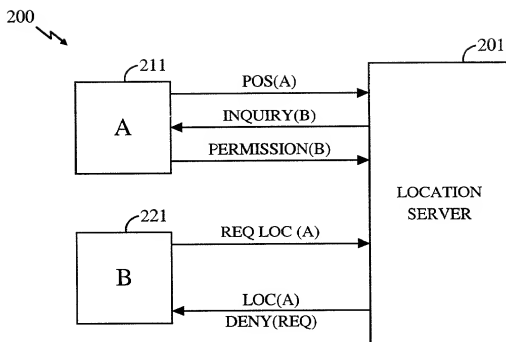 200
211
201
A
POS(A)
INQUIRY(B)
PERMISSION(B)
LOCATION
SERVER
221
B
REQ LOC (A)
LOC(A)
DENY(REQ)